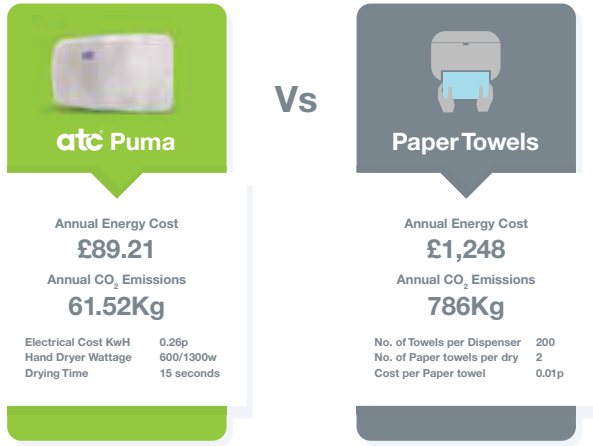 atc Puma
Vs
Paper Towels
Annual Energy Cost
£89.21
Annual CO₂ Emissions
61.52Kg
Electrical Cost KwH 0.26p
Hand Dryer Wattage 600/1300w
Drying Time 15 seconds
Annual Energy Cost
£1,248
Annual CO₂ Emissions
786Kg
No. of Towels per Dispenser 200
No. of Paper towels per dry 2
Cost per Paper towel 0.01p